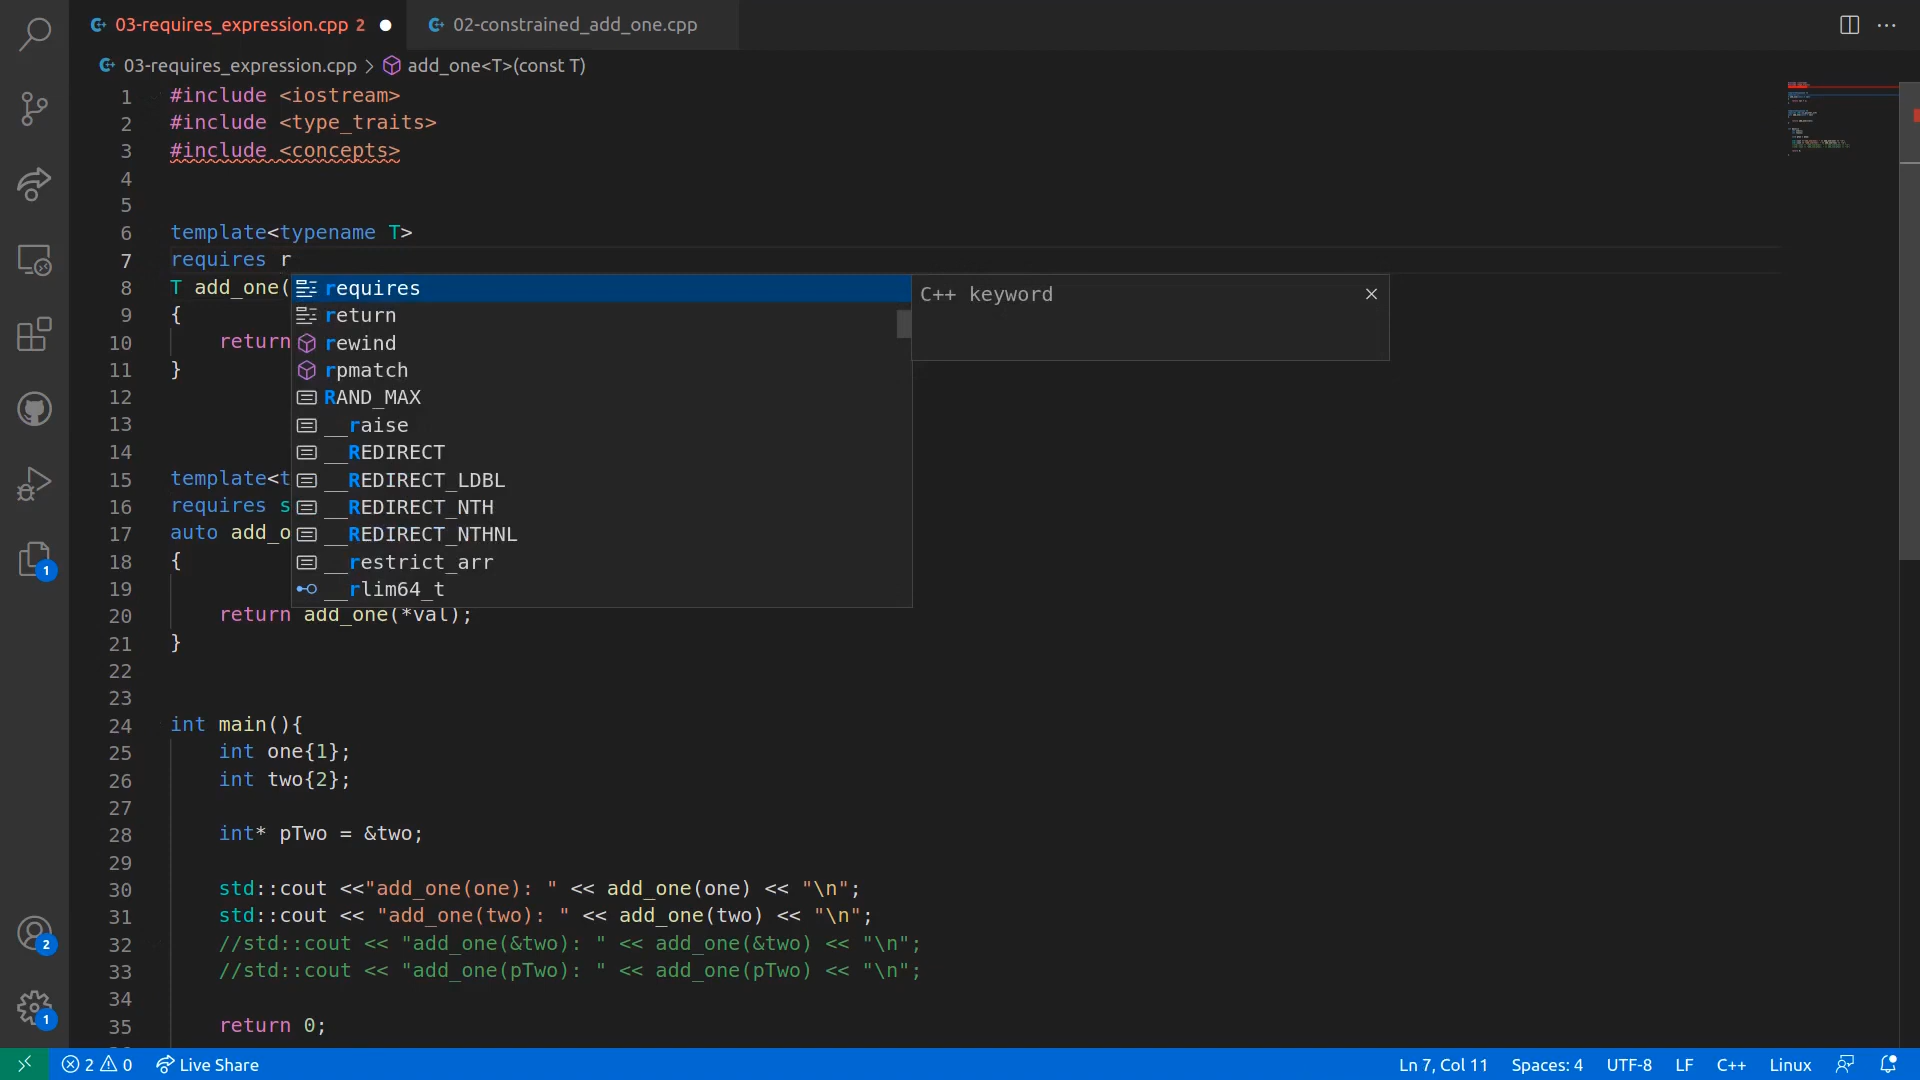 03-requires_expression.cpp 2
02-constrained_add_one.cpp
03-requires_expression.cpp > add_one<T>(const T)
1 #include <iostream>
2 #include <type_traits>
3 #include <concepts>
4
5
6 template<typename T>
7 requires r
8 T add_one(
9 {
10 return
11 }
12
13
14
15 template<t
16 requires s
17 auto add_o
18 {
19
20 return add_one(*val);
21 }
22
23
24 int main(){
25 int one{1};
26 int two{2};
27
28 int* pTwo = &two;
29
30 std::cout <<"add_one(one): " << add_one(one) << "\n";
31 std::cout << "add_one(two): " << add_one(two) << "\n";
32 //std::cout << "add_one(&two): " << add_one(&two) << "\n";
33 //std::cout << "add_one(pTwo): " << add_one(pTwo) << "\n";
34
35 return 0;
requires
return
rewind
rpmatch
RAND_MAX
__raise
__REDIRECT
__REDIRECT_LDBL
__REDIRECT_NTH
__REDIRECT_NTHNL
__restrict_arr
__rlim64_t
C++ keyword
1
2
1
2 0 Live Share
Ln 7, Col 11 Spaces: 4 UTF-8 LF C++ Linux